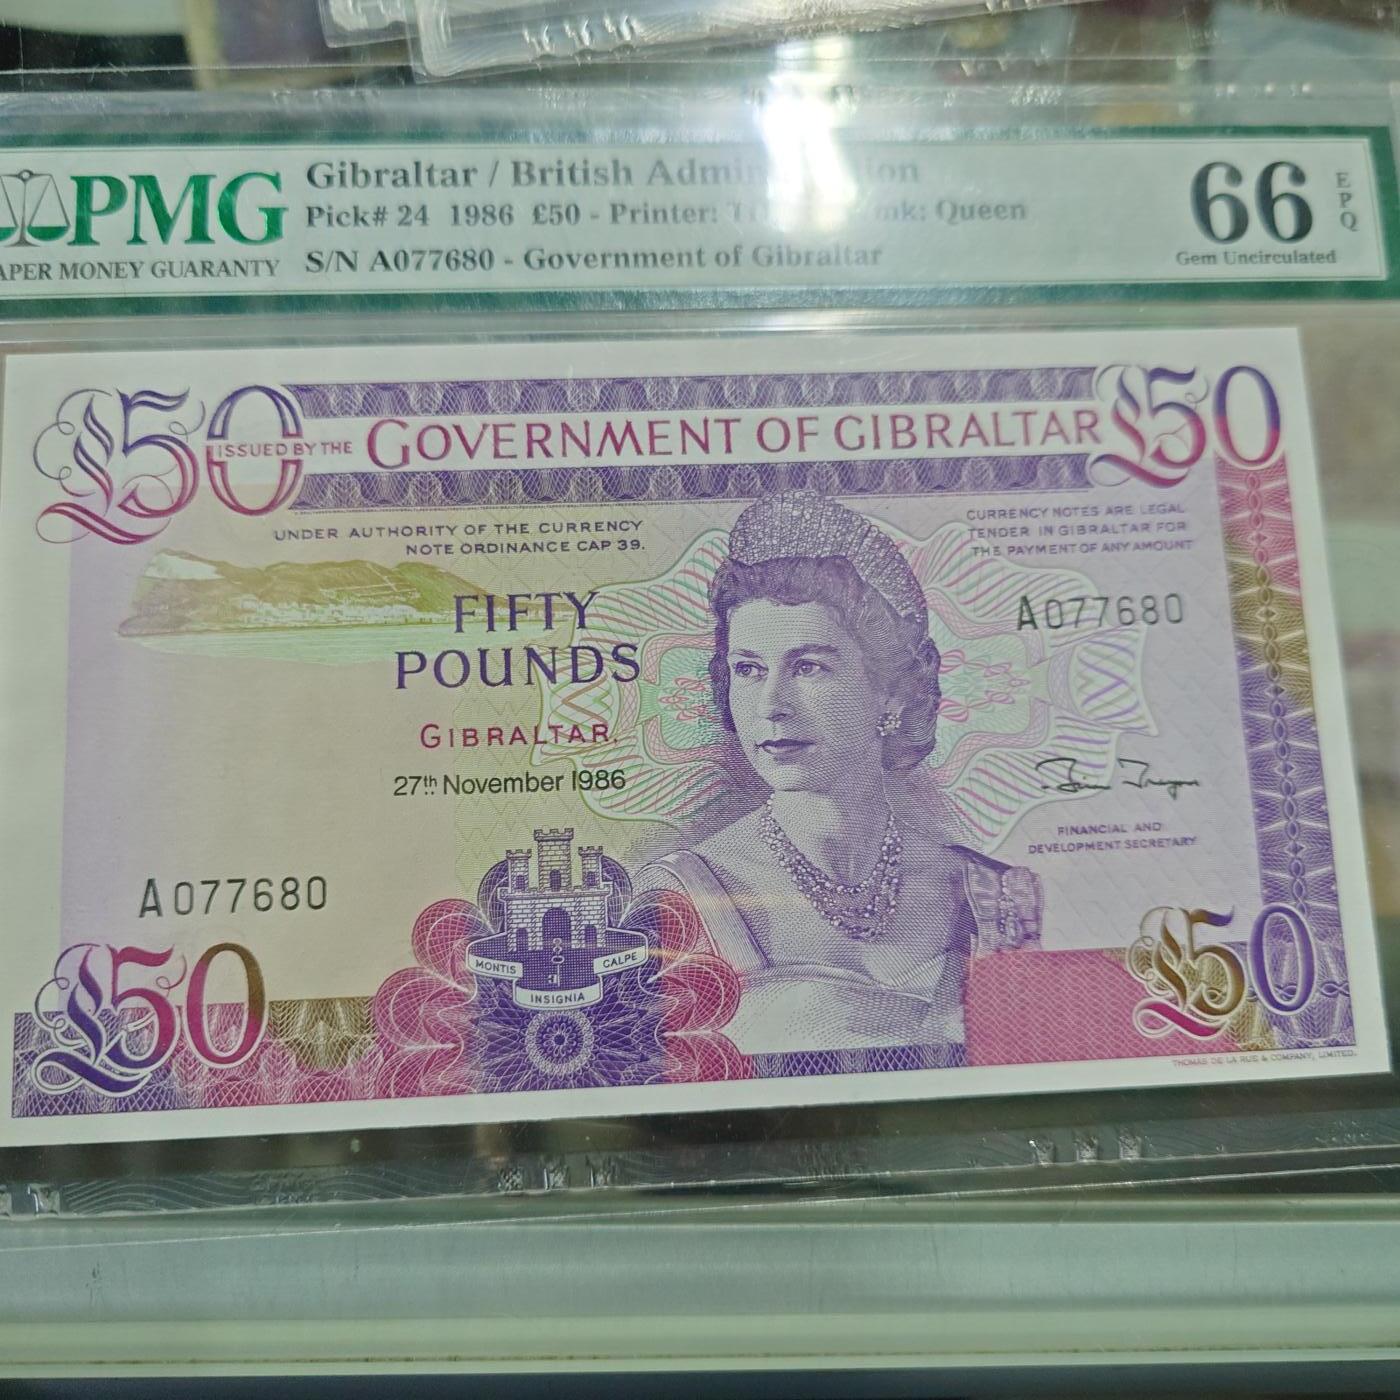 PMG
APER MONEY GUARANTY
Gibraltar / British
Pick# 24 1986 £50 - Printer: Queen
S/N A077680 - Government of Gibraltar
66
EPQ
Gem Uncirculated
£50
ISSUED BY THE GOVERNMENT OF GIBRALTAR
£50
UNDER AUTHORITY OF THE CURRENCY
NOTE ORDINANCE CAP 39.
CURRENCY NOTES ARE LEGAL
TENDER IN GIBRALTAR FOR
THE PAYMENT OF ANY AMOUNT
FIFTY
POUNDS
A077680
GIBRALTAR,
27th November 1986
FINANCIAL AND
DEVELOPMENT SECRETARY
A077680
MONTIS
INSIGNIA
CALPE
£50
£50
THOMAS DE LA RUE & COMPANY, LIMITED.